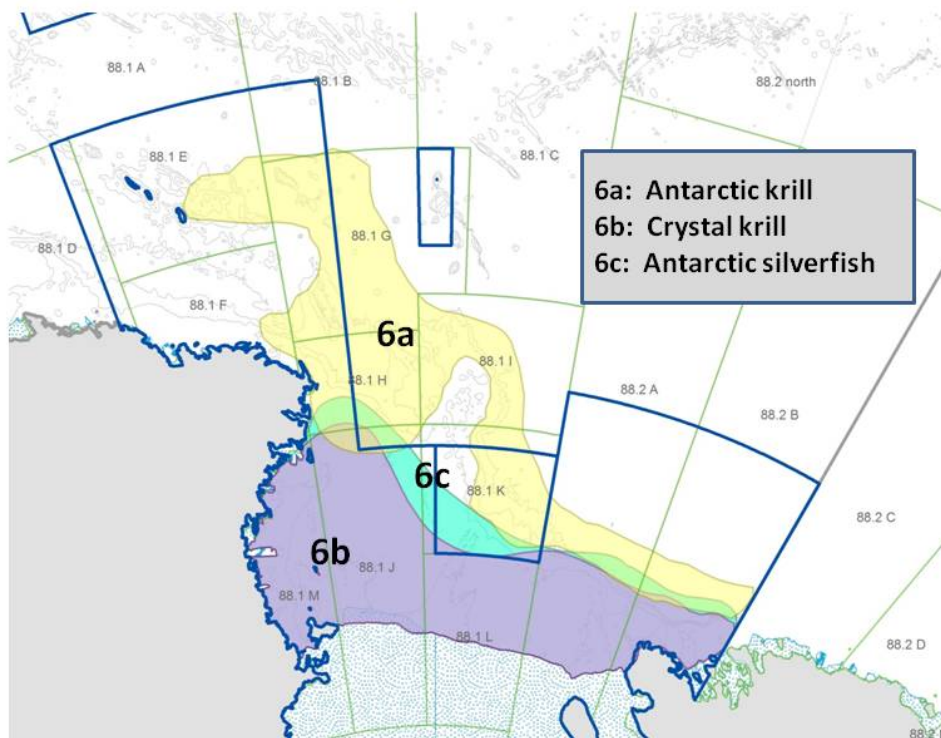 88.1 A
88.1 B
88.2 north
88.1 E
88.1 C
6a: Antarctic krill
6b: Crystal krill
6c: Antarctic silverfish
88.1 G
88.1 D
88.1 F
6a
88.1 I
88.1 H
88.2 A
88.2 B
6c
88.1 K
88.2 C
6b
88.1 J
88.1 M
88.1 L
88.2 D